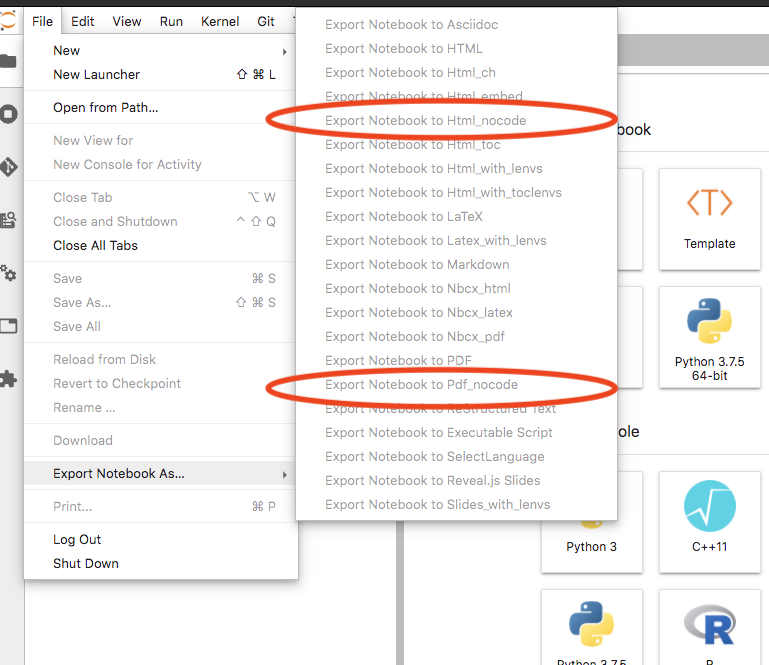 File Edit View Run Kernel Git
New
New Launcher ⇧ ⌘ L
Open from Path...
New View for
New Console for Activity
Close Tab ⌥ W
Close and Shutdown ^ ⇧ Q
Close All Tabs
Save ⌘ S
Save As... ⇧ ⌘ S
Save All
Reload from Disk
Revert to Checkpoint
Rename ...
Download
Export Notebook As...
Print... ⌘ P
Log Out
Shut Down
Export Notebook to Asciidoc
Export Notebook to HTML
Export Notebook to Html_ch
Export Notebook to Html_embed
Export Notebook to Html_nocode
Export Notebook to Html_toc
Export Notebook to Html_with_lenvs
Export Notebook to Html_with_toclenvs
Export Notebook to LaTeX
Export Notebook to Latex_with_lenvs
Export Notebook to Markdown
Export Notebook to Nbcx_html
Export Notebook to Nbcx_latex
Export Notebook to Nbcx_pdf
Export Notebook to PDF
Export Notebook to Pdf_nocode
Export Notebook to ReStructured Text
Export Notebook to Executable Script
Export Notebook to SelectLanguage
Export Notebook to Reveal.js Slides
Export Notebook to Slides_with_lenvs
book
<T>
Template
Python 3.7.5
64-bit
ole
Python 3
C++11
Python 3.7.5
R
R